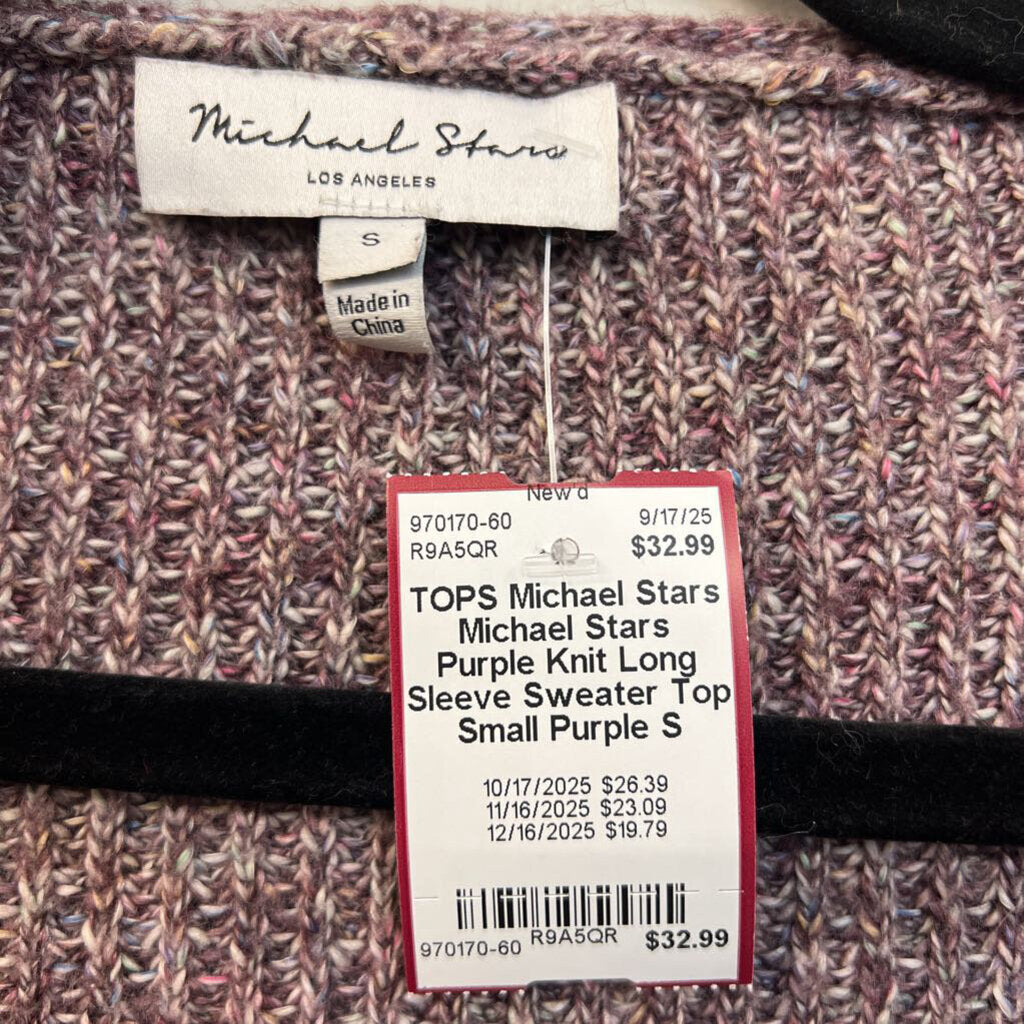 Michael Stars
LOS ANGELES
S
Made in
China
New'd
970170-60 9/17/25
R9A5QR $32.99
TOPS Michael Stars
Michael Stars
Purple Knit Long
Sleeve Sweater Top
Small Purple S
10/17/2025 $26.39
11/16/2025 $23.09
12/16/2025 $19.79
970170-60 R9A5QR $32.99